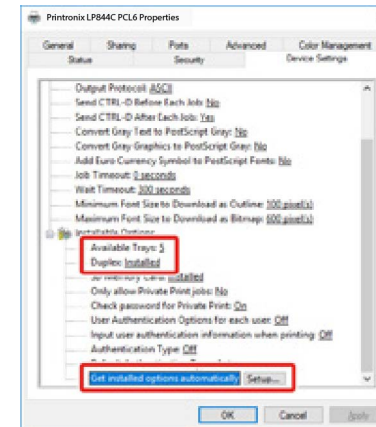 Printronix LP844C PCL6 Properties
General Sharing Ports Advanced Color Management
Status Security Device Settings
Output Protocol: ASCII
Send CTRL-D Before Each Job: No
Send CTRL-D After Each Job: Yes
Convert Gray Text to PostScript Gray: No
Convert Gray Graphics to PostScript Gray: No
Add Euro Currency Symbol to PostScript Fonts: No
Job Timeout: 0 seconds
Wait Timeout: 300 seconds
Minimum Font Size to Download as Outline: 100 pixel(s)
Maximum Font Size to Download as Bitmap: 600 pixel(s)
Installable Options
Available Trays: 5
Duplex: Installed
SD Memory Card: Installed
Only allow Private Print jobs: No
Check password for Private Print: On
User Authentication Options for each user: Off
Input user authentication information when printing: Off
Authentication Type: Off
Get installed options automatically Setup...
OK Cancel Apply